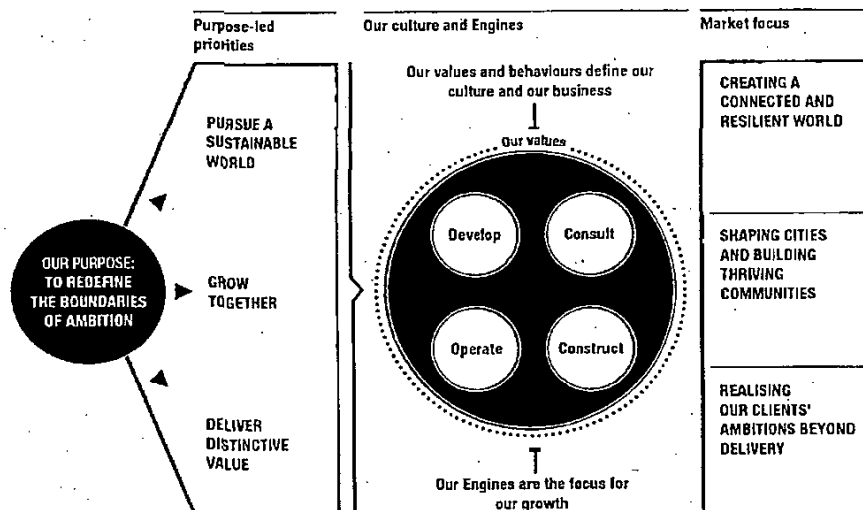 Purpose-led
priorities
Our culture and Engines
Market focus
OUR PURPOSE:
TO REDEFINE
THE BOUNDARIES
OF AMBITION
PURSUE A
SUSTAINABLE
WORLD
GROW
TOGETHER
DELIVER
DISTINCTIVE
VALUE
Our values and behaviours define our
culture and our business
Our values
Develop
Consult
Operate
Construct
Our Engines are the focus for
our growth
CREATING A
CONNECTED AND
RESILIENT WORLD
SHAPING CITIES
AND BUILDING
THRIVING
COMMUNITIES
REALISING
OUR CLIENTS'
AMBITIONS BEYOND
DELIVERY